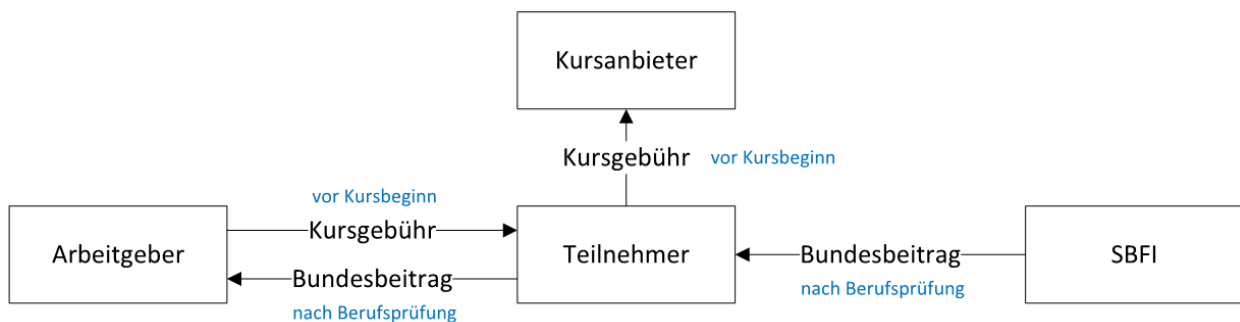 Kursanbieter
Kursgebühr vor Kursbeginn
vor Kursbeginn
Kursgebühr
Arbeitgeber
Bundesbeitrag
nach Berufsprüfung
Teilnehmer
Bundesbeitrag
nach Berufsprüfung
SBFI